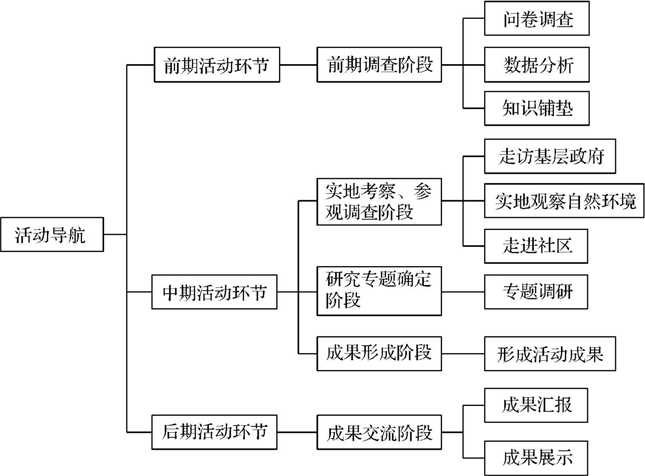 活动导航
前期活动环节
前期调查阶段
问卷调查
数据分析
知识铺垫
中期活动环节
实地考察、参
观调查阶段
走访基层政府
实地观察自然环境
走进社区
研究专题确定
阶段
专题调研
成果形成阶段
形成活动成果
后期活动环节
成果交流阶段
成果汇报
成果展示